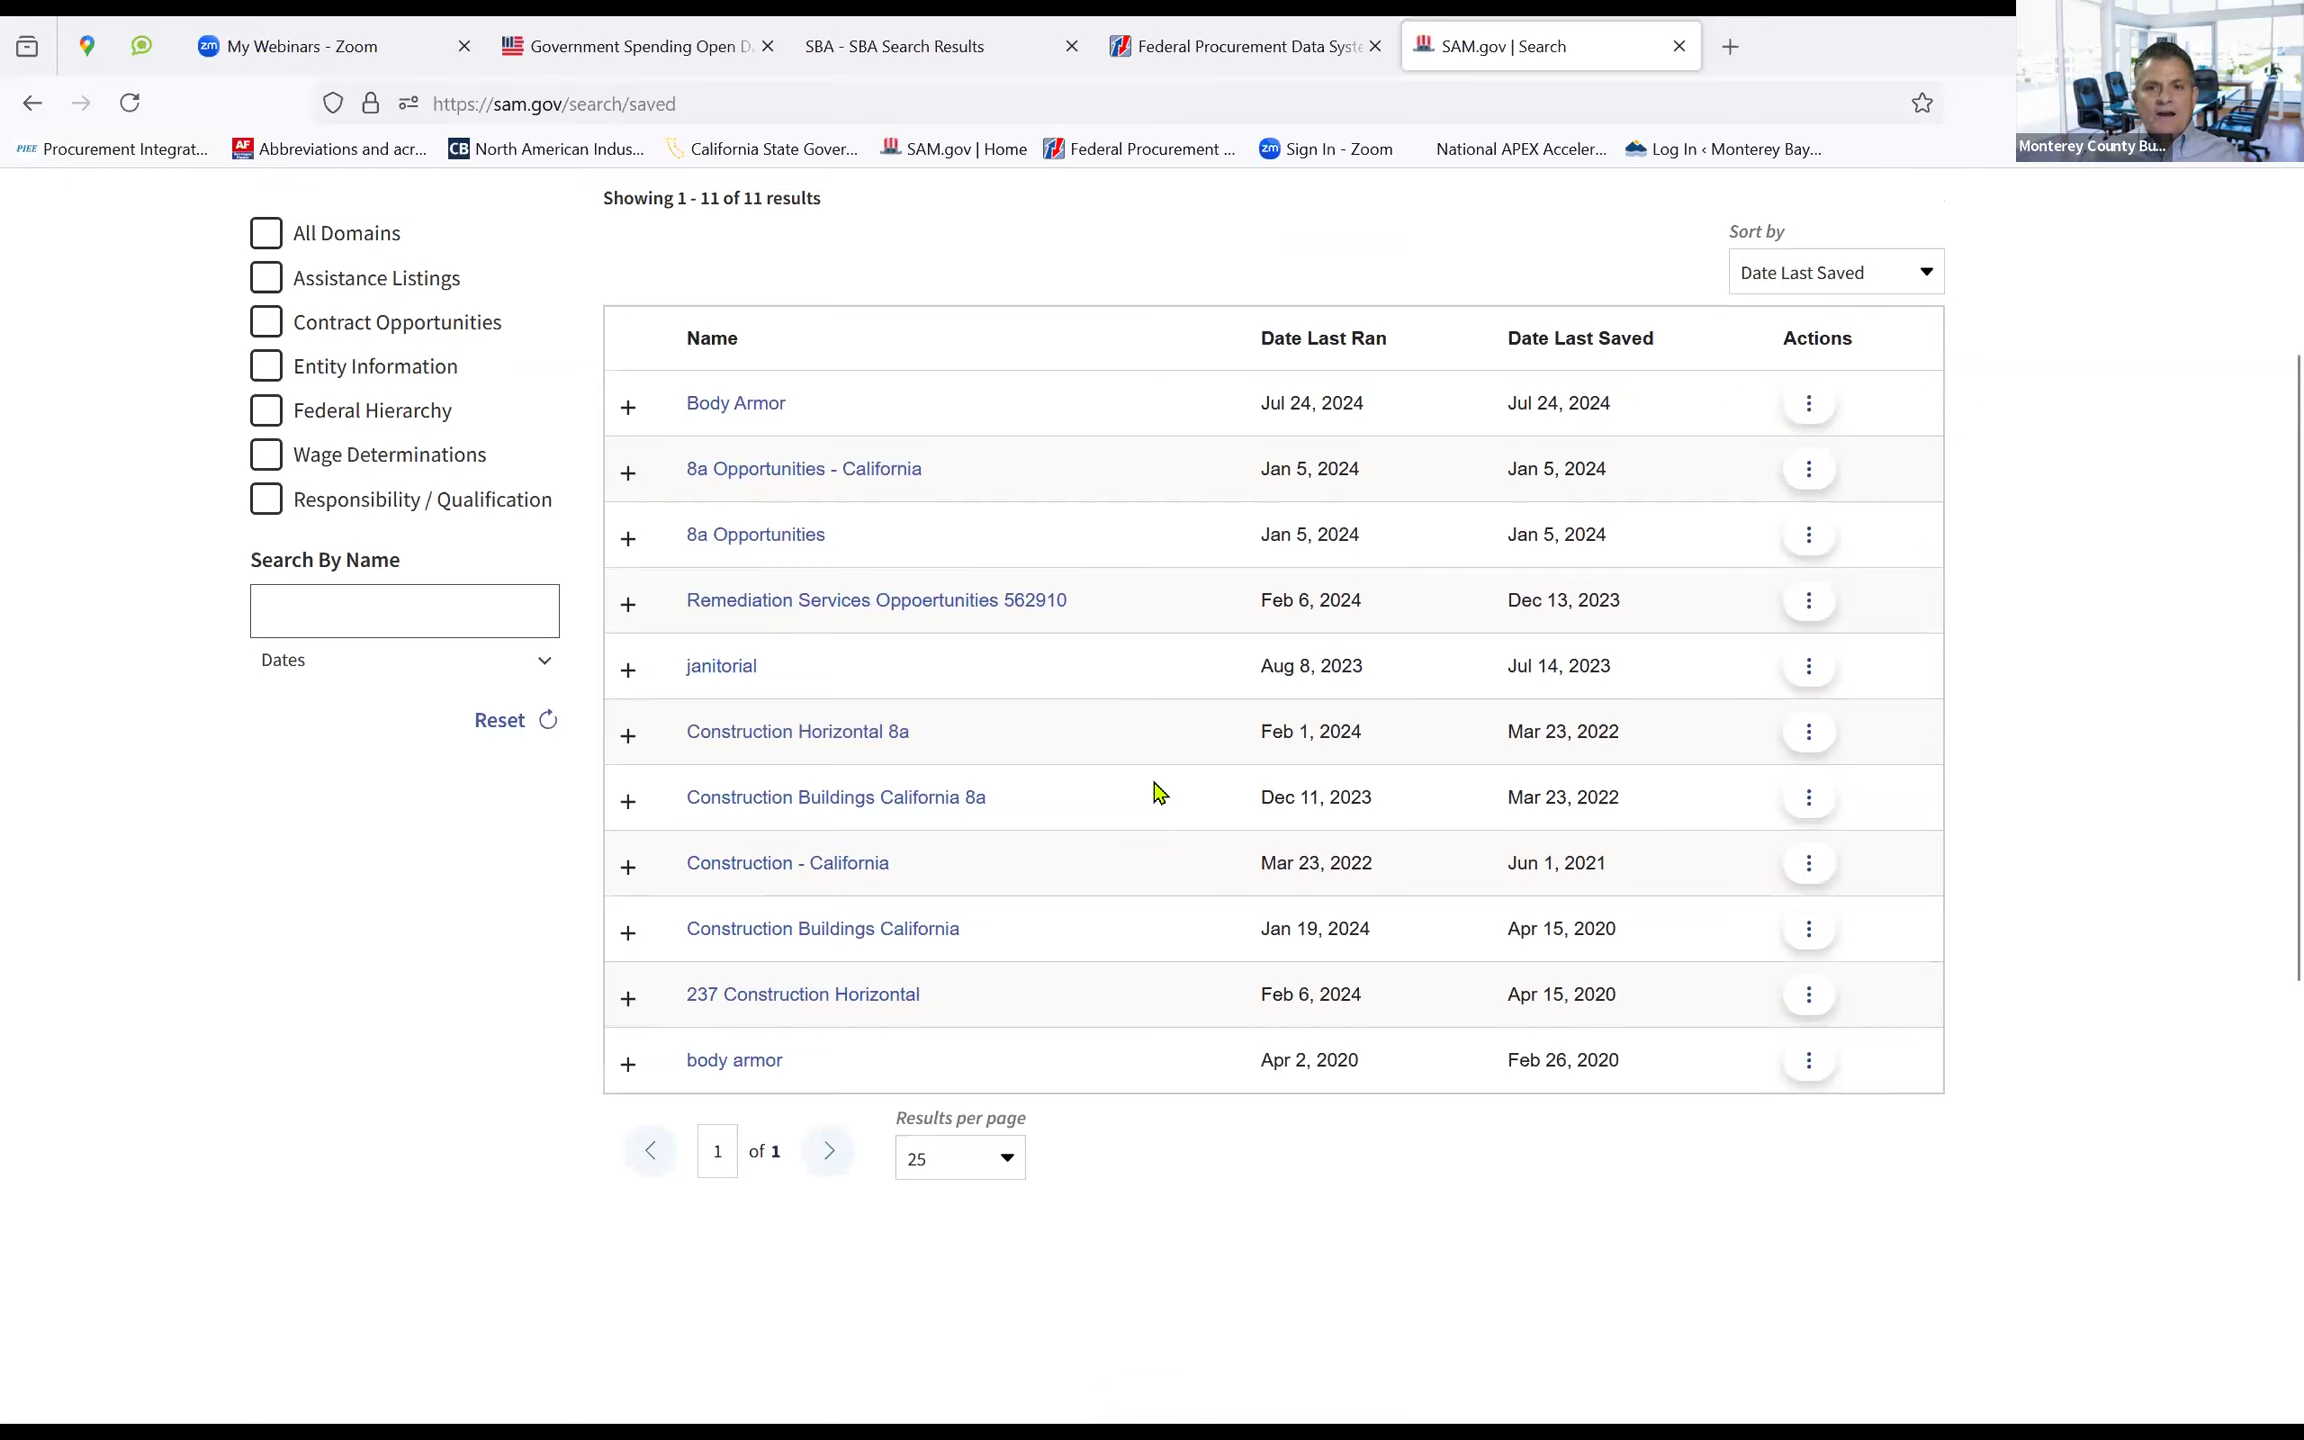 My Webinars - Zoom
Government Spending Open D
SBA - SBA Search Results
Federal Procurement Data Syst
SAM.gov | Search
https://sam.gov/search/saved
PIEE Procurement Integrat...
AF Abbreviations and acr...
CB North American Indus...
California State Gover...
SAM.gov | Home
Federal Procurement ...
zm Sign In - Zoom
National APEX Acceler...
Log In ‹ Monterey Bay...
Monterey County Bu...
Showing 1 - 11 of 11 results
All Domains
Assistance Listings
Contract Opportunities
Entity Information
Federal Hierarchy
Wage Determinations
Responsibility / Qualification
Search By Name
Dates
Reset
Sort by
Date Last Saved
Name Date Last Ran Date Last Saved Actions
Body Armor Jul 24, 2024 Jul 24, 2024
8a Opportunities - California Jan 5, 2024 Jan 5, 2024
8a Opportunities Jan 5, 2024 Jan 5, 2024
Remediation Services Oppoertunities 562910 Feb 6, 2024 Dec 13, 2023
janitorial Aug 8, 2023 Jul 14, 2023
Construction Horizontal 8a Feb 1, 2024 Mar 23, 2022
Construction Buildings California 8a Dec 11, 2023 Mar 23, 2022
Construction - California Mar 23, 2022 Jun 1, 2021
Construction Buildings California Jan 19, 2024 Apr 15, 2020
237 Construction Horizontal Feb 6, 2024 Apr 15, 2020
body armor Apr 2, 2020 Feb 26, 2020
1 of 1
Results per page
25